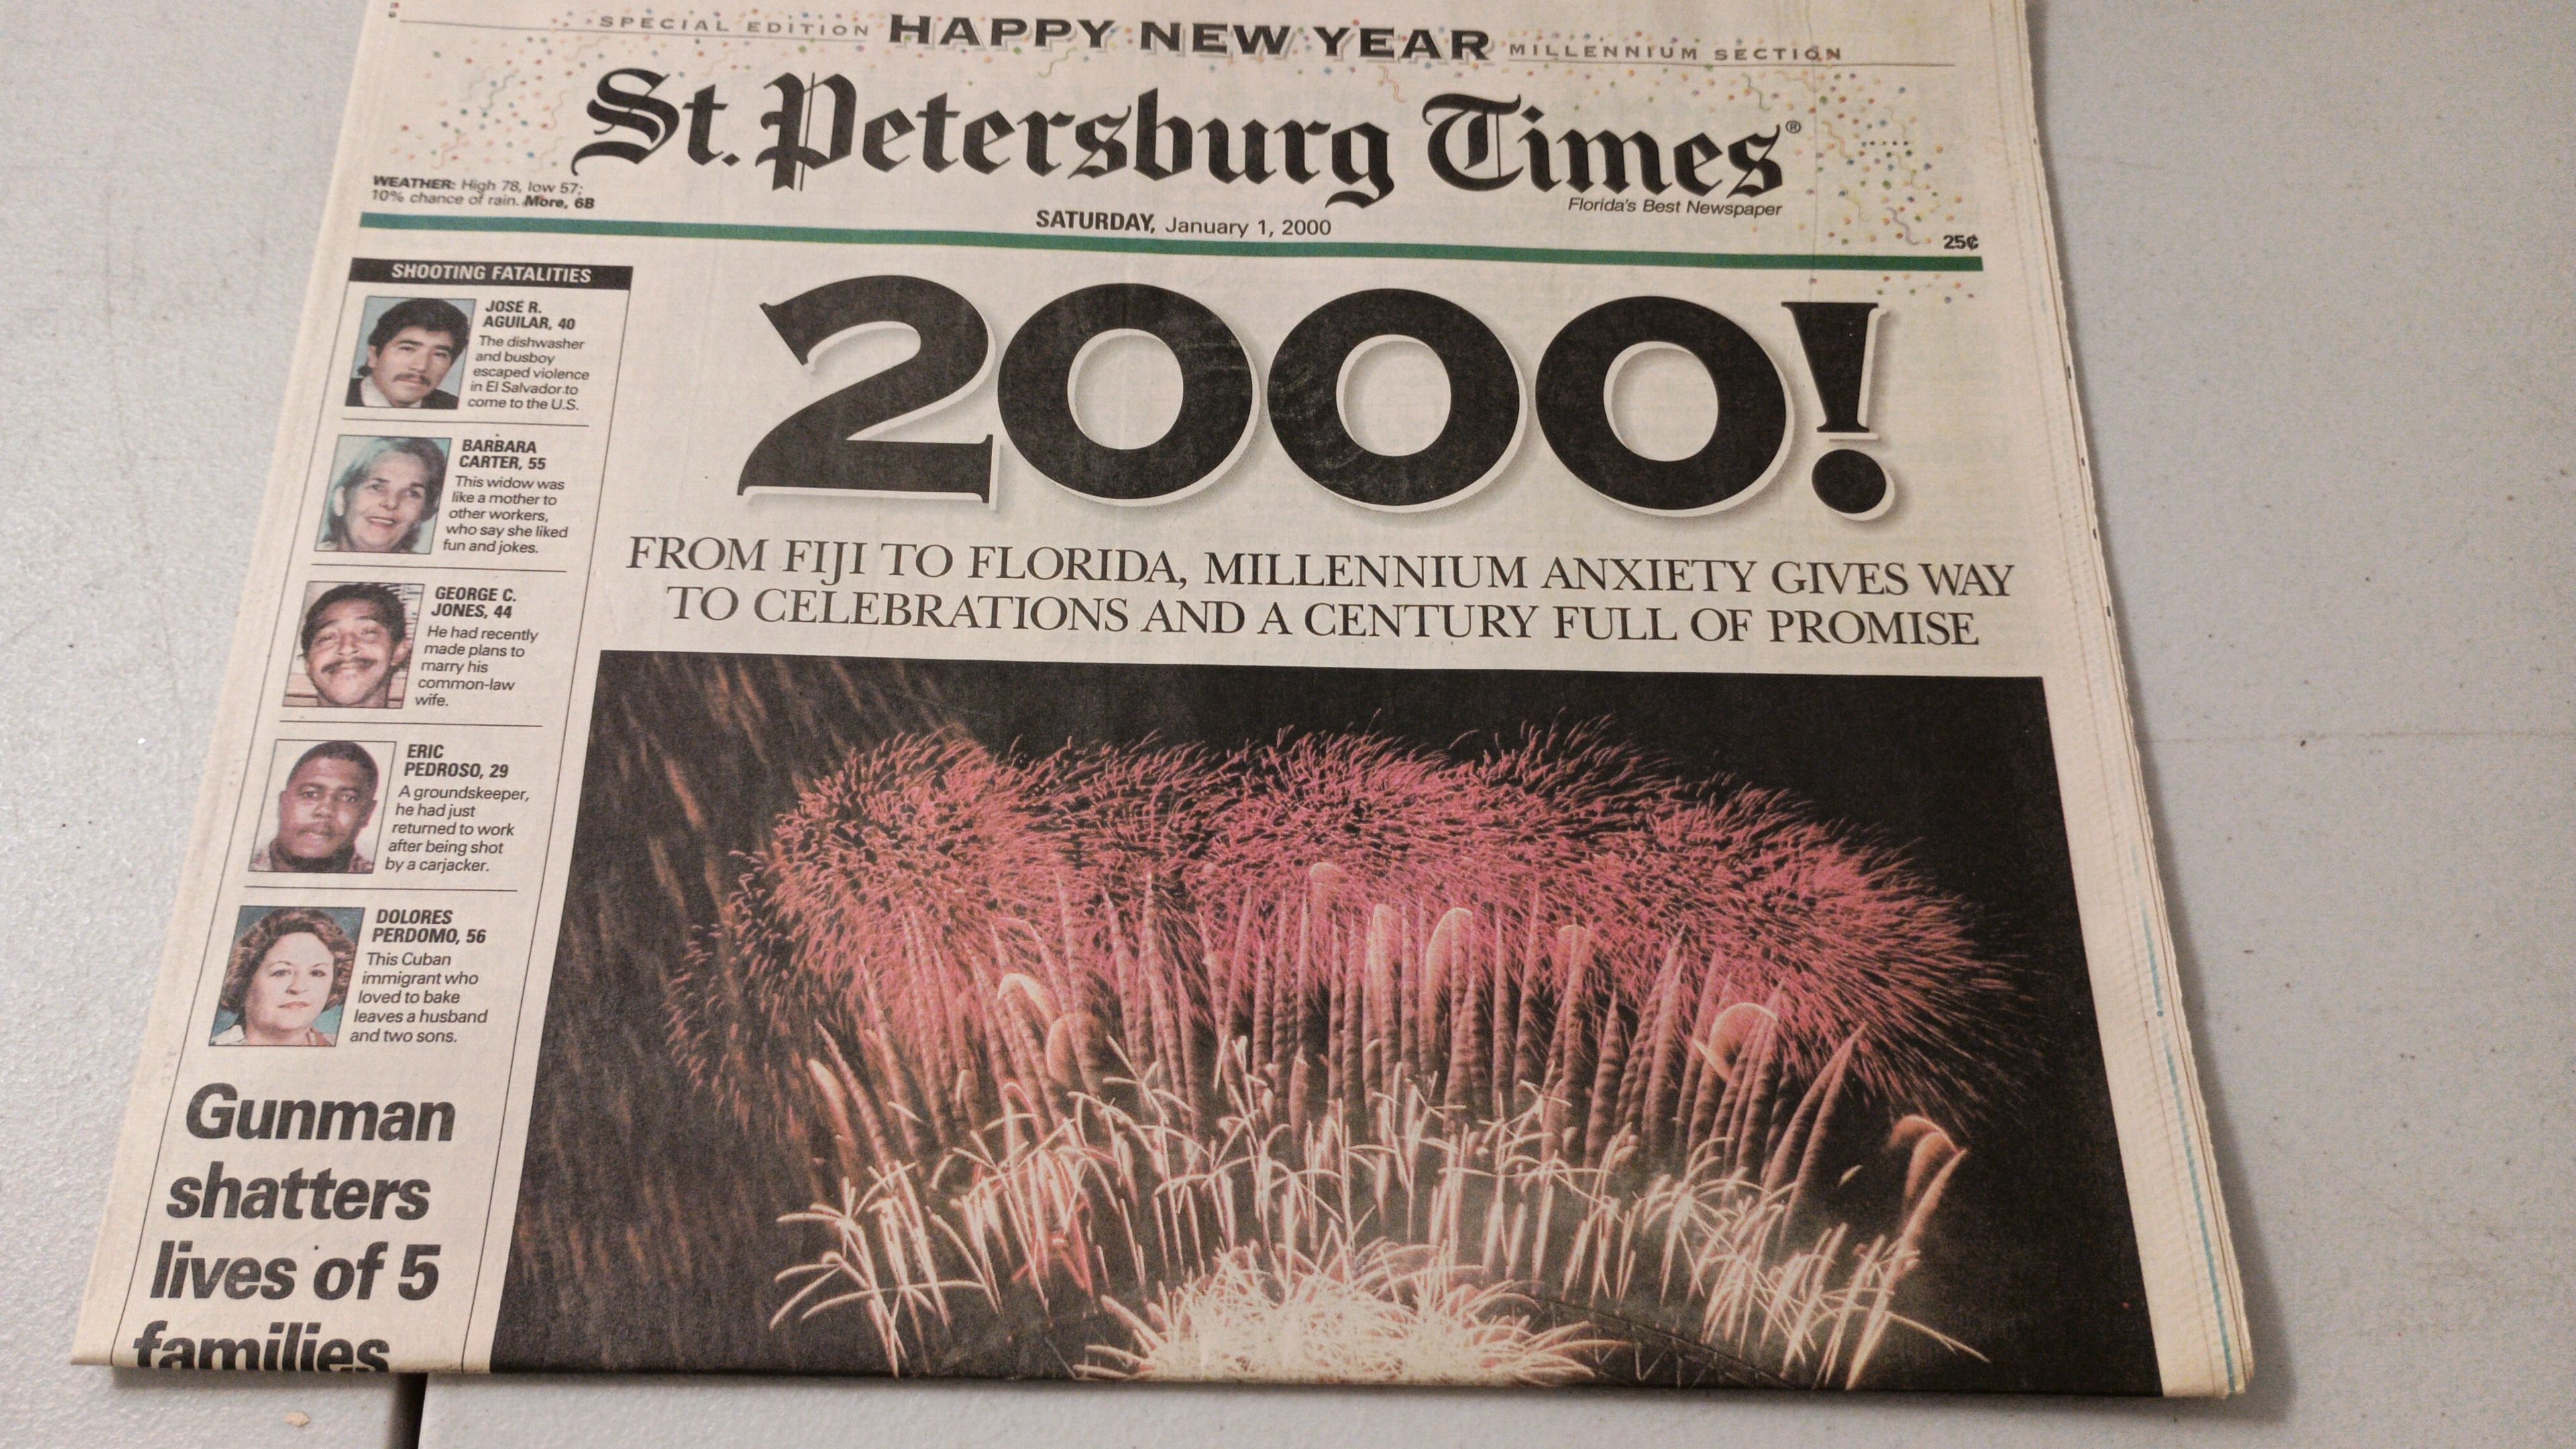 SPECIAL EDITION HAPPY NEW YEAR MILLENNIUM SECTION
St. Petersburg Times®
Florida's Best Newspaper
WEATHER: High 78, low 57;
10% chance of rain. More, 6B
SATURDAY, January 1, 2000
25¢
SHOOTING FATALITIES
JOSE R.
AGUILAR, 40
The dishwasher
and busboy
escaped violence
in El Salvador to
come to the U.S.
BARBARA
CARTER, 55
This widow was
like a mother to
other workers,
who say she liked
fun and jokes.
GEORGE C.
JONES, 44
He had recently
made plans to
marry his
common-law
wife.
ERIC
PEDROSO, 29
A groundskeeper,
he had just
returned to work
after being shot
by a carjacker.
DOLORES
PERDOMO, 56
This Cuban
immigrant who
loved to bake
leaves a husband
and two sons.
Gunman
shatters
lives of 5
families
2000!
FROM FIJI TO FLORIDA, MILLENNIUM ANXIETY GIVES WAY
TO CELEBRATIONS AND A CENTURY FULL OF PROMISE